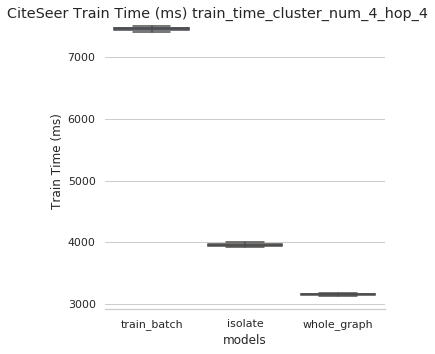 CiteSeer Train Time (ms) train_time_cluster_num_4_hop_4
7000
6000
5000
4000
3000
Train Time (ms)
train_batch isolate whole_graph
models